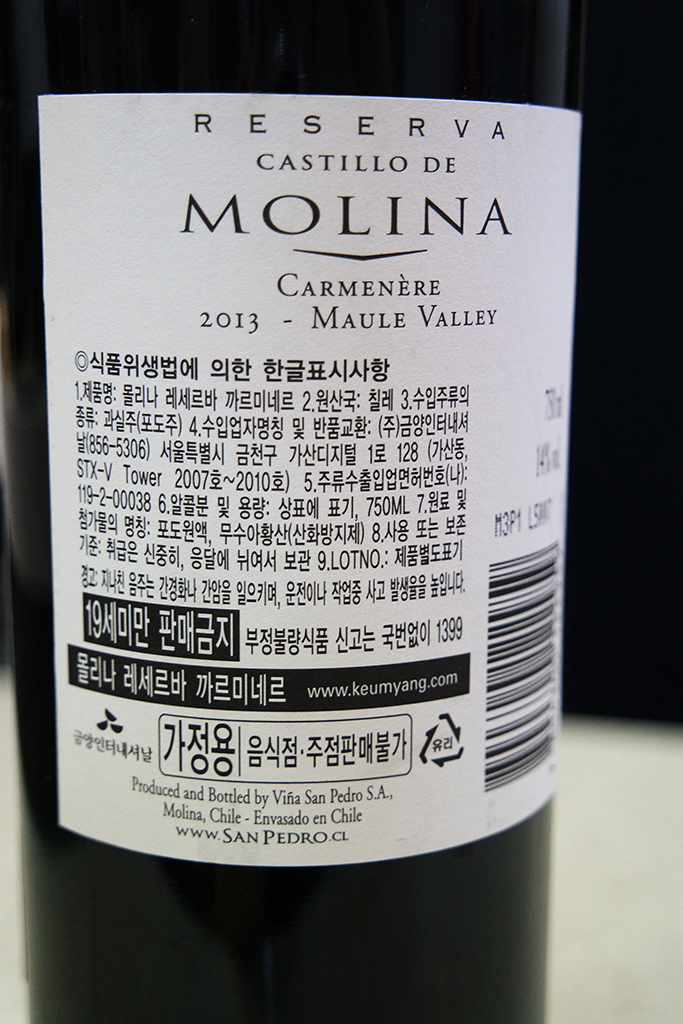 RESERVA
CASTILLO DE
MOLINA
CARMENÈRE
2013 - MAULE VALLEY
◎식품위생법에 의한 한글표시사항
1.제품명: 몰리나 레세르바 까르미네르 2.원산국: 칠레 3.수입주류의
종류: 과실주(포도주) 4.수입업자명칭 및 반품교환: (주)금양인터내셔
날(856-5306) 서울특별시 금천구 가산디지털 1로 128 (가산동,
STX-V Tower 2007호~2010호) 5.주류수출입업면허번호(나):
119-2-00038 6.알콜분 및 용량: 상표에 표기, 750ML 7.원료 및
첨가물의 명칭: 포도원액, 무수아황산(산화방지제) 8.사용 또는 보존
기준: 취급은 신중히, 응달에 뉘여서 보관 9.LOTNO.: 제품별도표기
경고: 지나친 음주는 간경화나 간암을 일으키며, 운전이나 작업중 사고 발생율을 높입니다.
19세미만 판매금지 부정불량식품 신고는 국번없이 1399
몰리나 레세르바 까르미네르 www.keumyang.com
금양인터내셔날 가정용 음식점·주점판매불가 유리
Produced and Bottled by Viña San Pedro S.A.,
Molina, Chile - Envasado en Chile
WWW.SANPEDRO.CL
750ml
14% vol.
M3P1